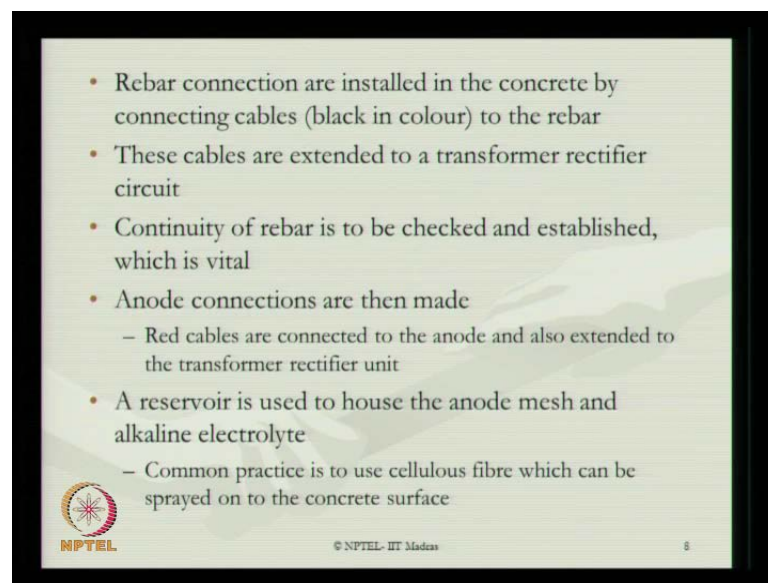 • Rebar connection are installed in the concrete by
connecting cables (black in colour) to the rebar
• These cables are extended to a transformer rectifier
circuit
• Continuity of rebar is to be checked and established,
which is vital
• Anode connections are then made
– Red cables are connected to the anode and also extended to
the transformer rectifier unit
• A reservoir is used to house the anode mesh and
alkaline electrolyte
– Common practice is to use cellulous fibre which can be
sprayed on to the concrete surface
NPTEL
© NPTEL- IIT Madras
8